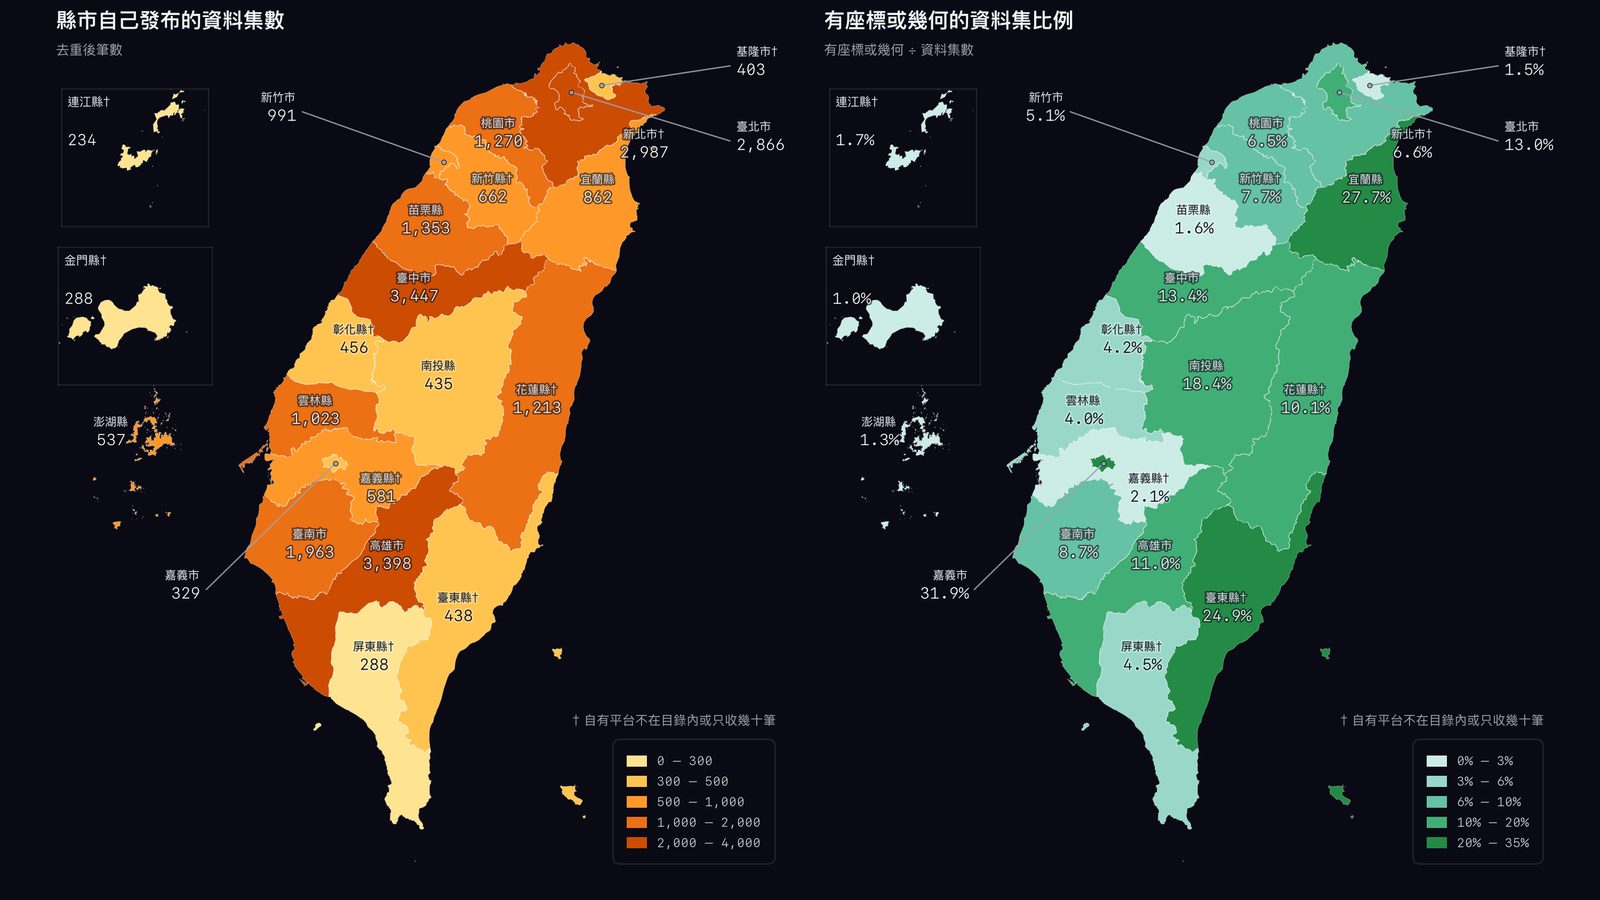 縣市自己發布的資料集數
去重後筆數
基隆市†
403
連江縣†
234
新竹市
991
臺北市
2,866
桃園市
1,270
新北市†
2,987
新竹縣†
662
宜蘭縣
862
苗栗縣
1,353
金門縣†
288
臺中市
3,447
彰化縣†
456
南投縣
435
花蓮縣†
1,213
雲林縣
1,023
澎湖縣
537
嘉義縣†
581
臺南市
1,963
高雄市
3,398
嘉義市
329
臺東縣†
438
屏東縣†
288
† 自有平台不在目錄內或只收幾十筆
0 — 300
300 — 500
500 — 1,000
1,000 — 2,000
2,000 — 4,000
有座標或幾何的資料集比例
有座標或幾何 ÷ 資料集數
基隆市†
1.5%
連江縣†
1.7%
新竹市
5.1%
臺北市
13.0%
桃園市
6.5%
新北市†
6.6%
新竹縣†
7.7%
宜蘭縣
27.7%
苗栗縣
1.6%
金門縣†
1.0%
臺中市
13.4%
彰化縣†
4.2%
南投縣
18.4%
花蓮縣†
10.1%
雲林縣
4.0%
澎湖縣
1.3%
嘉義縣†
2.1%
臺南市
8.7%
高雄市
11.0%
嘉義市
31.9%
臺東縣†
24.9%
屏東縣†
4.5%
† 自有平台不在目錄內或只收幾十筆
0% — 3%
3% — 6%
6% — 10%
10% — 20%
20% — 35%